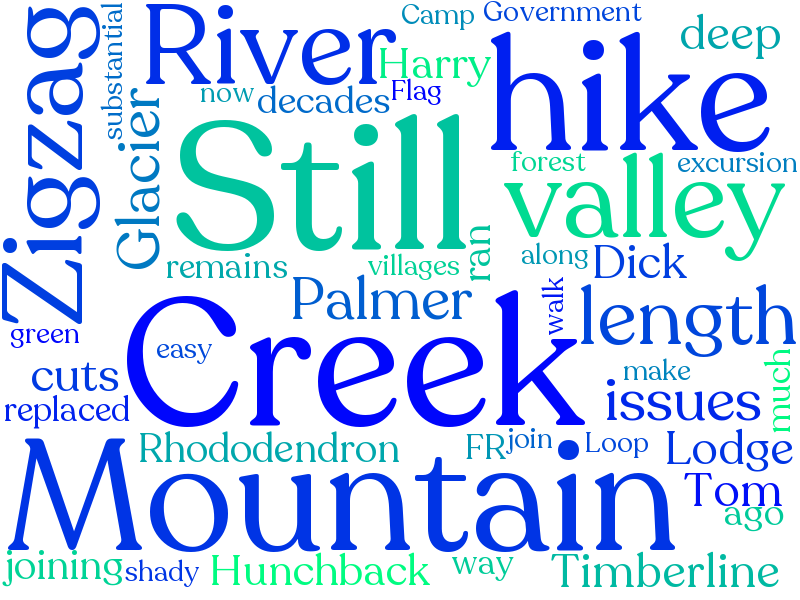 Camp
Government
River
deep
Zigzag
substantial
Harry
hike
now
decades
Flag
Glacier
Still
forest
excursion
valley
ran
along
Dick
remains
villages
Palmer
walk
length
green
Creek
easy
cuts
make
much
replaced
issues
Rhododendron
FR
join
Loop
Lodge
Mountain
Tom
ago
joining
shady
Hunchback
way
Timberline